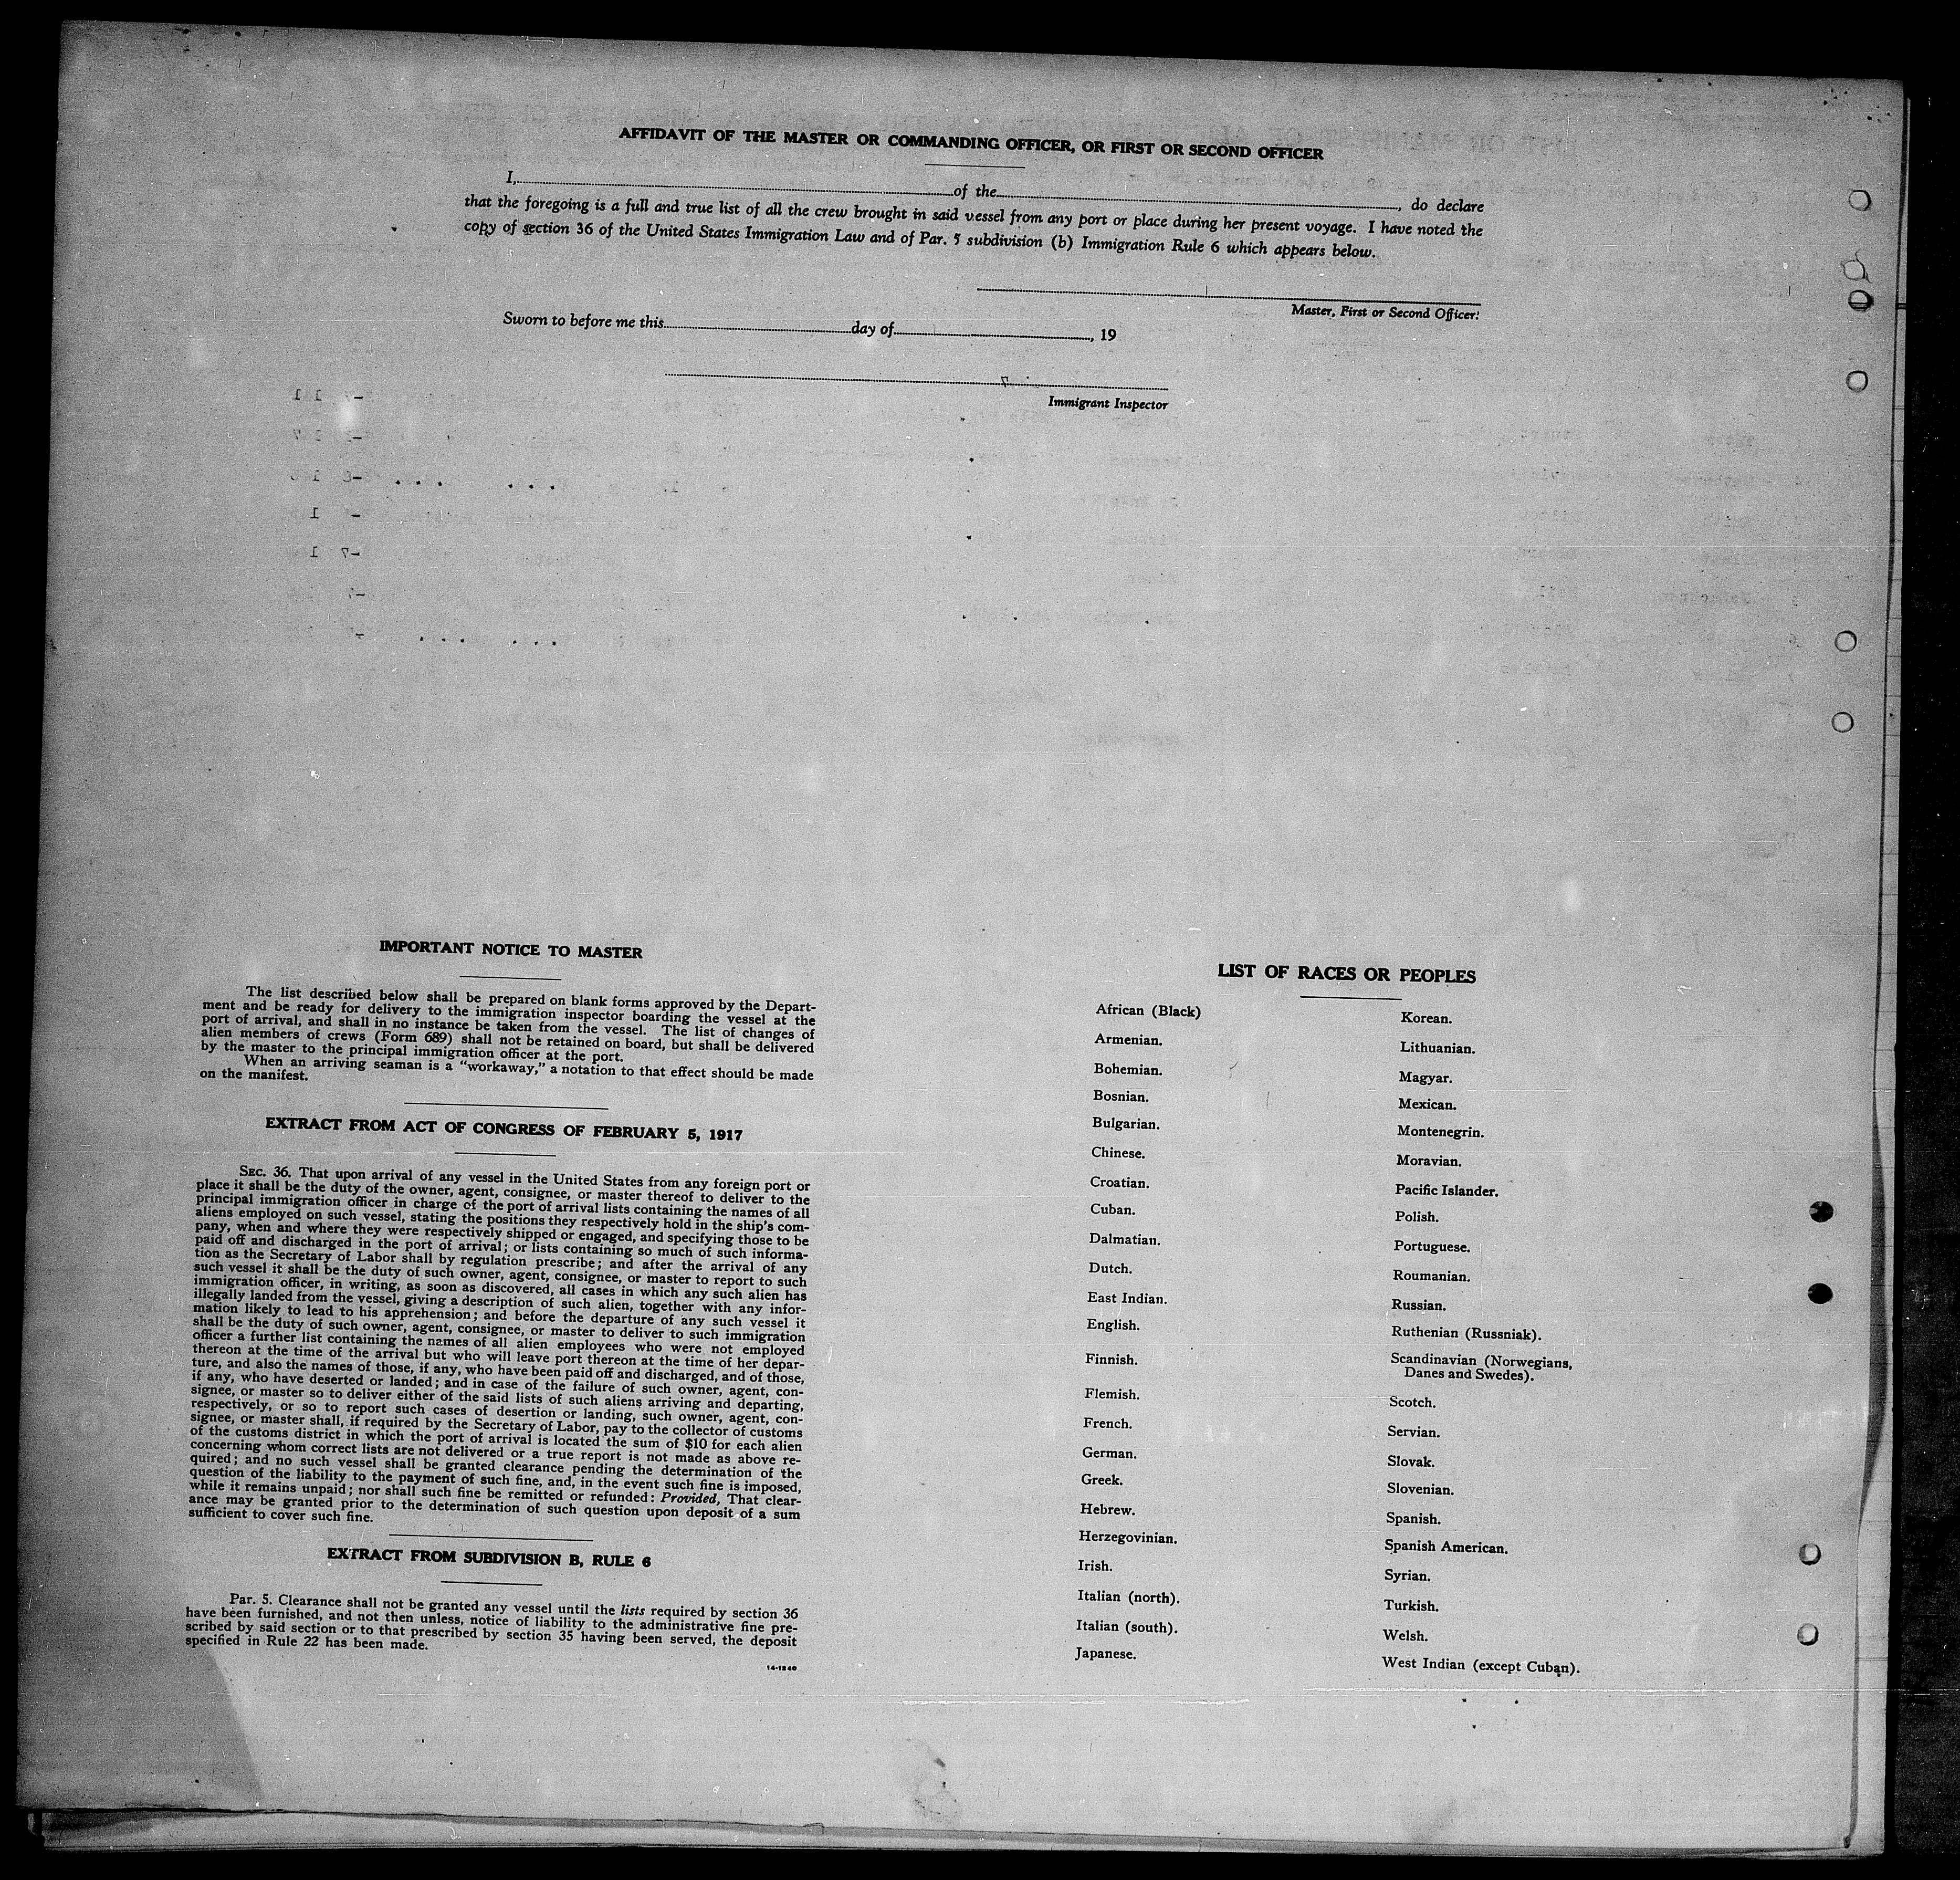 AFFIDAVIT OF THE MASTER OR COMMANDING OFFICER, OR FIRST OR SECOND OFFICER
I,..........of the.........., do declare
that the foregoing is a full and true list of all the crew brought in said vessel from any port or place during her present voyage. I have noted the
copy of section 36 of the United States Immigration Law and of Par. 5 subdivision (b) Immigration Rule 6 which appears below.
Master, First or Second Officer.
Sworn to before me this..........day of.........., 19
Immigrant Inspector
IMPORTANT NOTICE TO MASTER
The list described below shall be prepared on blank forms approved by the Depart-
ment and be ready for delivery to the immigration inspector boarding the vessel at the
port of arrival, and shall in no instance be taken from the vessel. The list of changes of
alien members of crews (Form 689) shall not be retained on board, but shall be delivered
by the master to the principal immigration officer at the port.
When an arriving seaman is a "workaway," a notation to that effect should be made
on the manifest.
EXTRACT FROM ACT OF CONGRESS OF FEBRUARY 5, 1917
SEC. 36. That upon arrival of any vessel in the United States from any foreign port or
place it shall be the duty of the owner, agent, consignee, or master thereof to deliver to the
principal immigration officer in charge of the port of arrival lists containing the names of all
aliens employed on such vessel, stating the positions they respectively hold in the ship's com-
pany, when and where they were respectively shipped or engaged, and specifying those to be
paid off and discharged in the port of arrival; or lists containing so much of such informa-
tion as the Secretary of Labor shall by regulation prescribe; and after the arrival of any
such vessel it shall be the duty of such owner, agent, consignee, or master to report to such
immigration officer, in writing, as soon as discovered, all cases in which any such alien has
illegally landed from the vessel, giving a description of such alien, together with any infor-
mation likely to lead to his apprehension; and before the departure of any such vessel it
shall be the duty of such owner, agent, consignee, or master to deliver to such immigration
officer a further list containing the names of all alien employees who were not employed
thereon at the time of the arrival but who will leave port thereon at the time of her depar-
ture, and also the names of those, if any, who have been paid off and discharged, and of those,
if any, who have deserted or landed; and in case of the failure of such owner, agent, con-
signee, or master so to deliver either of the said lists of such aliens arriving and departing,
respectively, or so to report such cases of desertion or landing, such owner, agent, con-
signee, or master shall, if required by the Secretary of Labor, pay to the collector of customs
of the customs district in which the port of arrival is located the sum of $10 for each alien
concerning whom correct lists are not delivered or a true report is not made as above re-
quired; and no such vessel shall be granted clearance pending the determination of the
question of the liability to the payment of such fine, and, in the event such fine is imposed,
while it remains unpaid; nor shall such fine be remitted or refunded: Provided, That clear-
ance may be granted prior to the determination of such question upon deposit of a sum
sufficient to cover such fine.
EXTRACT FROM SUBDIVISION B, RULE 6
Par. 5. Clearance shall not be granted any vessel until the lists required by section 36
have been furnished, and not then unless, notice of liability to the administrative fine pre-
scribed by said section or to that prescribed by section 35 having been served, the deposit
specified in Rule 22 has been made.
14-1240
LIST OF RACES OR PEOPLES
African (Black)
Armenian.
Bohemian.
Bosnian.
Bulgarian.
Chinese.
Croatian.
Cuban.
Dalmatian.
Dutch.
East Indian.
English.
Finnish.
Flemish.
French.
German.
Greek.
Hebrew.
Herzegovinian.
Irish.
Italian (north).
Italian (south).
Japanese.
Korean.
Lithuanian.
Magyar.
Mexican.
Montenegrin.
Moravian.
Pacific Islander.
Polish.
Portuguese.
Roumanian.
Russian.
Ruthenian (Russniak).
Scandinavian (Norwegians,
Danes and Swedes).
Scotch.
Servian.
Slovak.
Slovenian.
Spanish.
Spanish American.
Syrian.
Turkish.
Welsh.
West Indian (except Cuban).